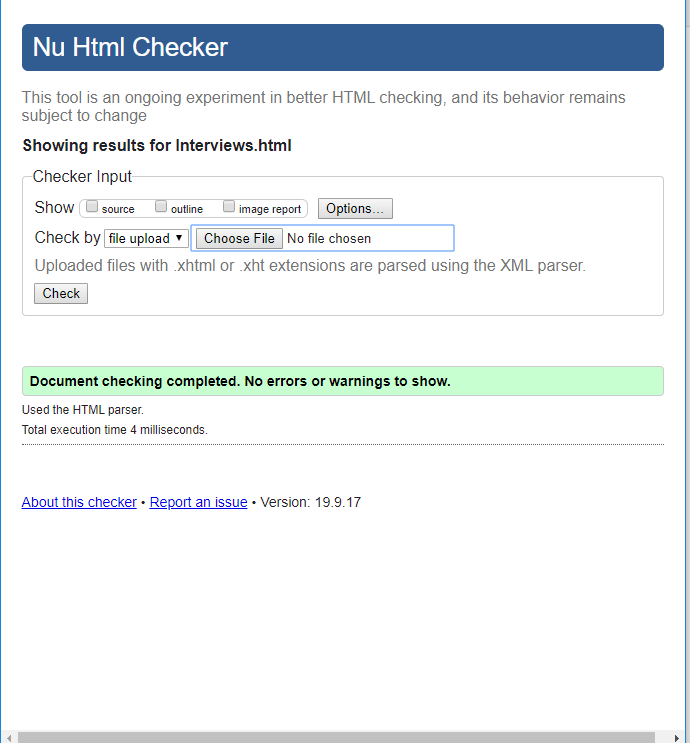 Nu Html Checker
This tool is an ongoing experiment in better HTML checking, and its behavior remains
subject to change
Showing results for Interviews.html
Checker Input
Show source outline image report Options...
Check by file upload ▼ Choose File No file chosen
Uploaded files with .xhtml or .xht extensions are parsed using the XML parser.
Check
Document checking completed. No errors or warnings to show.
Used the HTML parser.
Total execution time 4 milliseconds.
About this checker • Report an issue • Version: 19.9.17